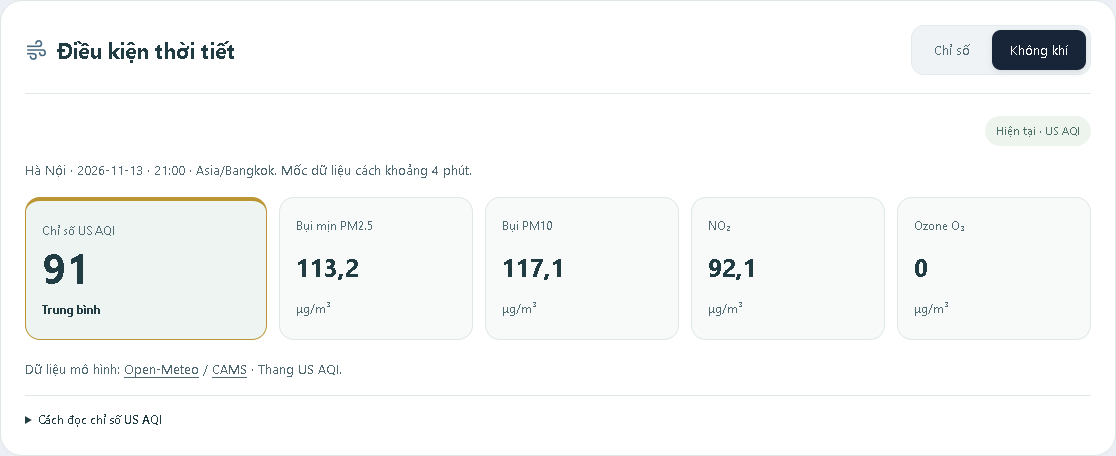 Điều kiện thời tiết
Chỉ số
Không khí
Hiện tại · US AQI
Hà Nội · 2026-11-13 · 21:00 · Asia/Bangkok. Mốc dữ liệu cách khoảng 4 phút.
Chỉ số US AQI
91
Trung bình
Bụi mịn PM2.5
113,2
µg/m³
Bụi PM10
117,1
µg/m³
NO₂
92,1
µg/m³
Ozone O₃
0
µg/m³
Dữ liệu mô hình: Open-Meteo / CAMS · Thang US AQI.
Cách đọc chỉ số US AQI